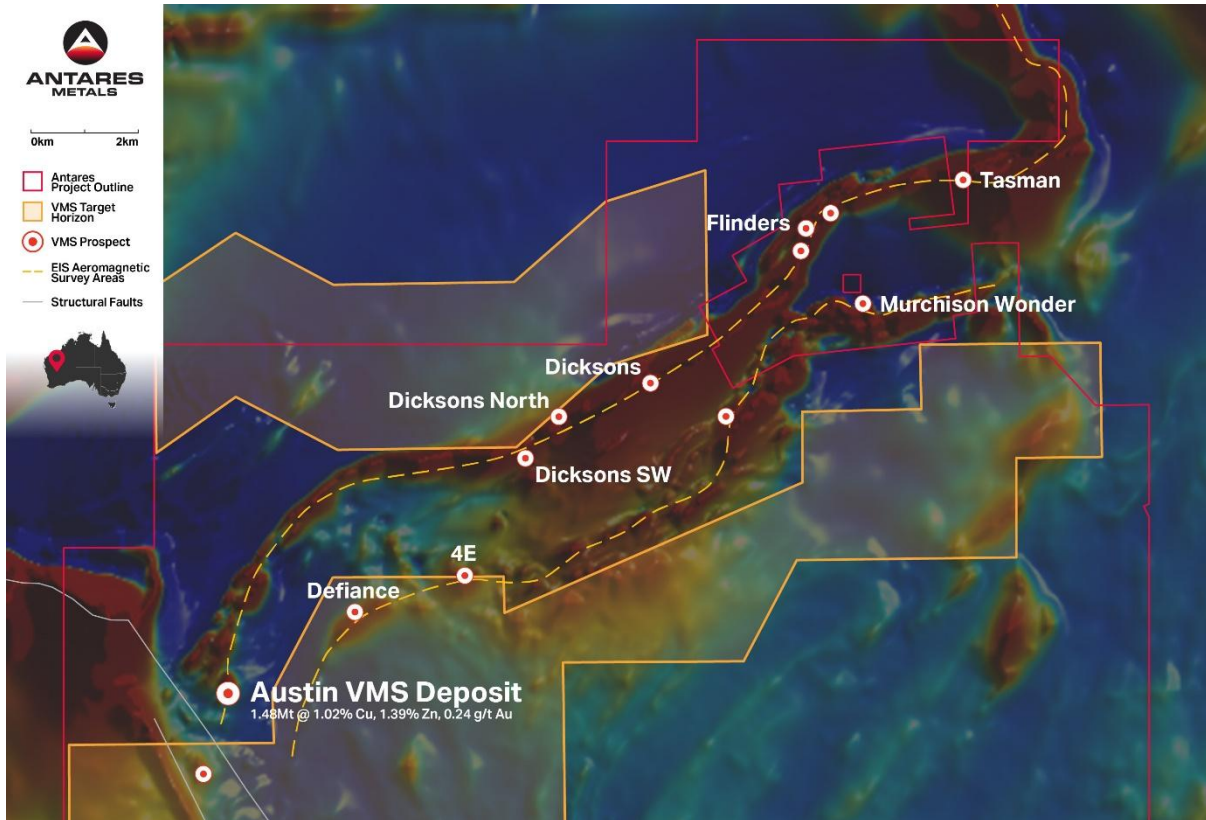 ANTARES
METALS
0km 2km
Antares
Project Outline
VMS Target
Horizon
VMS Prospect
EIS Aeromagnetic
Survey Areas
Structural Faults
Tasman
Flinders
Murchison Wonder
Dicksons
Dicksons North
Dicksons SW
4E
Defiance
Austin VMS Deposit
1.48Mt @ 1.02% Cu, 1.39% Zn, 0.24 g/t Au